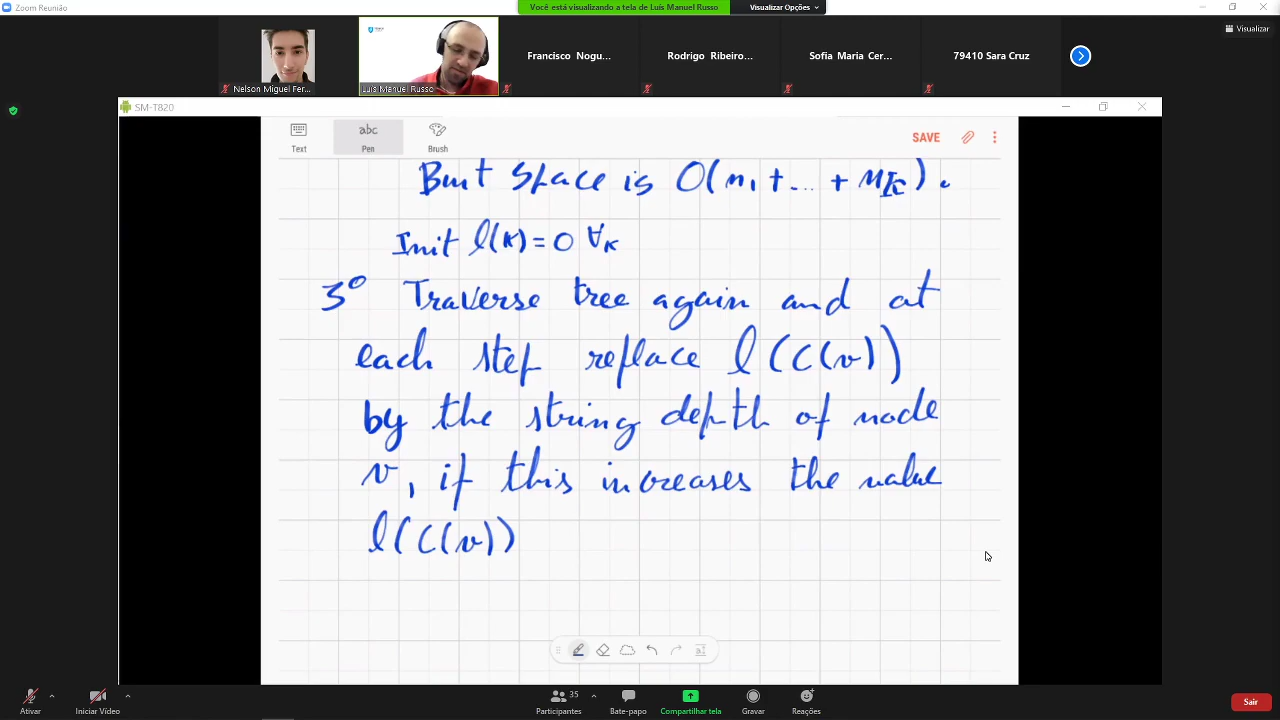 Zoom Reunião
Você está visualizando a tela de Luís Manuel Russo
Visualizar Opções
Visualizar
Nelson Miguel Fer...
Luís Manuel Russo
Francisco Nogu...
Rodrigo Ribeiro...
Sofia Maria Cer...
79410 Sara Cruz
SM-T820
abc
Text
Pen
Brush
SAVE
But space is O(n1 + ... + nK).
Init l(k) = 0 ∀k
3º Traverse tree again and at
each step replace l(C(v))
by the string depth of node
v, if this increases the value
l(C(v))
Ativar
Iniciar Vídeo
35
Participantes
Bate-papo
Compartilhar tela
Gravar
Reações
Sair